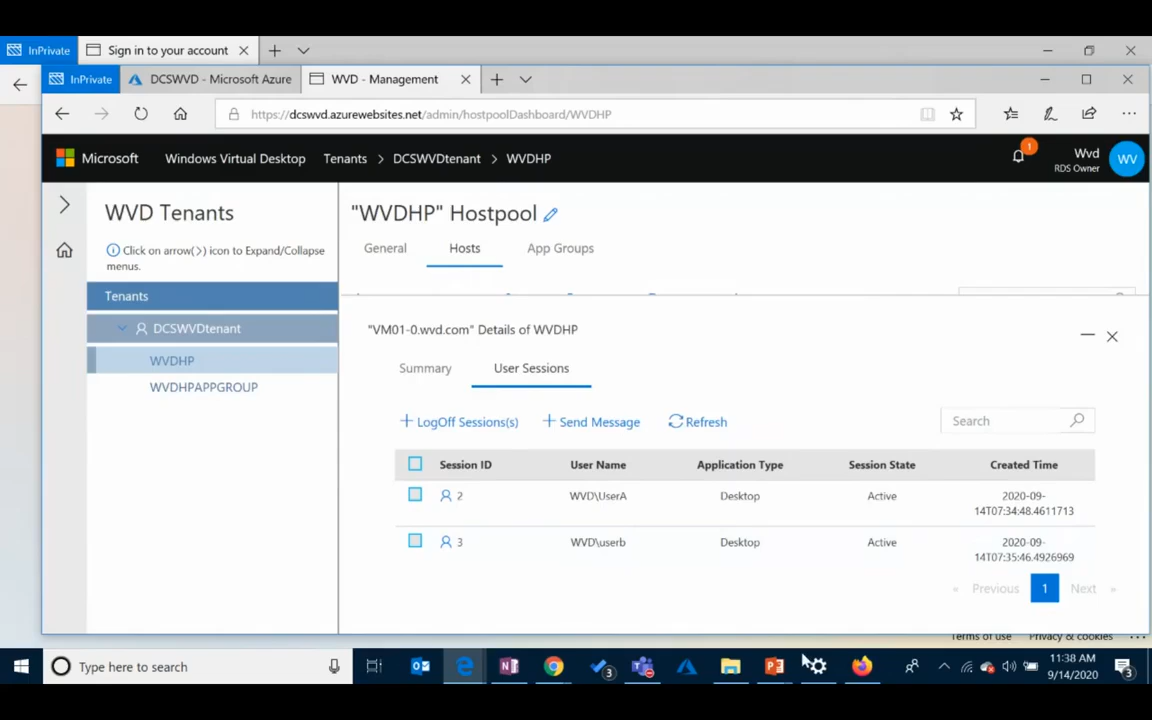 InPrivate
Sign in to your account
InPrivate
DCSWVD - Microsoft Azure
WVD - Management
https://dcswvd.azurewebsites.net/admin/hostpoolDashboard/WVDHP
Microsoft
Windows Virtual Desktop
Tenants > DCSWVDtenant > WVDHP
1
Wvd
RDS Owner
WV
WVD Tenants
Click on arrow(>) icon to Expand/Collapse
menus.
Tenants
DCSWVDtenant
WVDHP
WVDHPAPPGROUP
"WVDHP" Hostpool
General
Hosts
App Groups
"VM01-0.wvd.com" Details of WVDHP
Summary
User Sessions
LogOff Sessions(s)
Send Message
Refresh
Search
Session ID User Name Application Type Session State Created Time
2 WVD\UserA Desktop Active 2020-09-
14T07:34:48.4611713
3 WVD\userb Desktop Active 2020-09-
14T07:35:46.4926969
« Previous 1 Next »
Terms of use Privacy & cookies ...
Type here to search
3
11:38 AM
9/14/2020
3